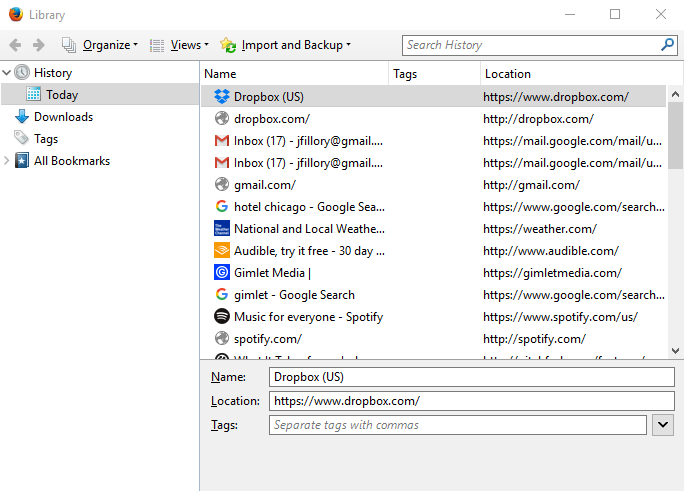 Library
Organize Views Import and Backup Search History
History
Today
Downloads
Tags
All Bookmarks
Name Tags Location
Dropbox (US) https://www.dropbox.com/
dropbox.com/ http://dropbox.com/
Inbox (17) - jfillory@gmail.... https://mail.google.com/mail/u...
Inbox (17) - jfillory@gmail.... https://mail.google.com/mail/u...
gmail.com/ http://gmail.com/
hotel chicago - Google Sea... https://www.google.com/search...
National and Local Weathe... https://weather.com/
Audible, try it free - 30 day ... http://www.audible.com/
Gimlet Media | https://gimletmedia.com/
gimlet - Google Search https://www.google.com/search...
Music for everyone - Spotify https://www.spotify.com/us/
spotify.com/ http://spotify.com/
Name: Dropbox (US)
Location: https://www.dropbox.com/
Tags: Separate tags with commas